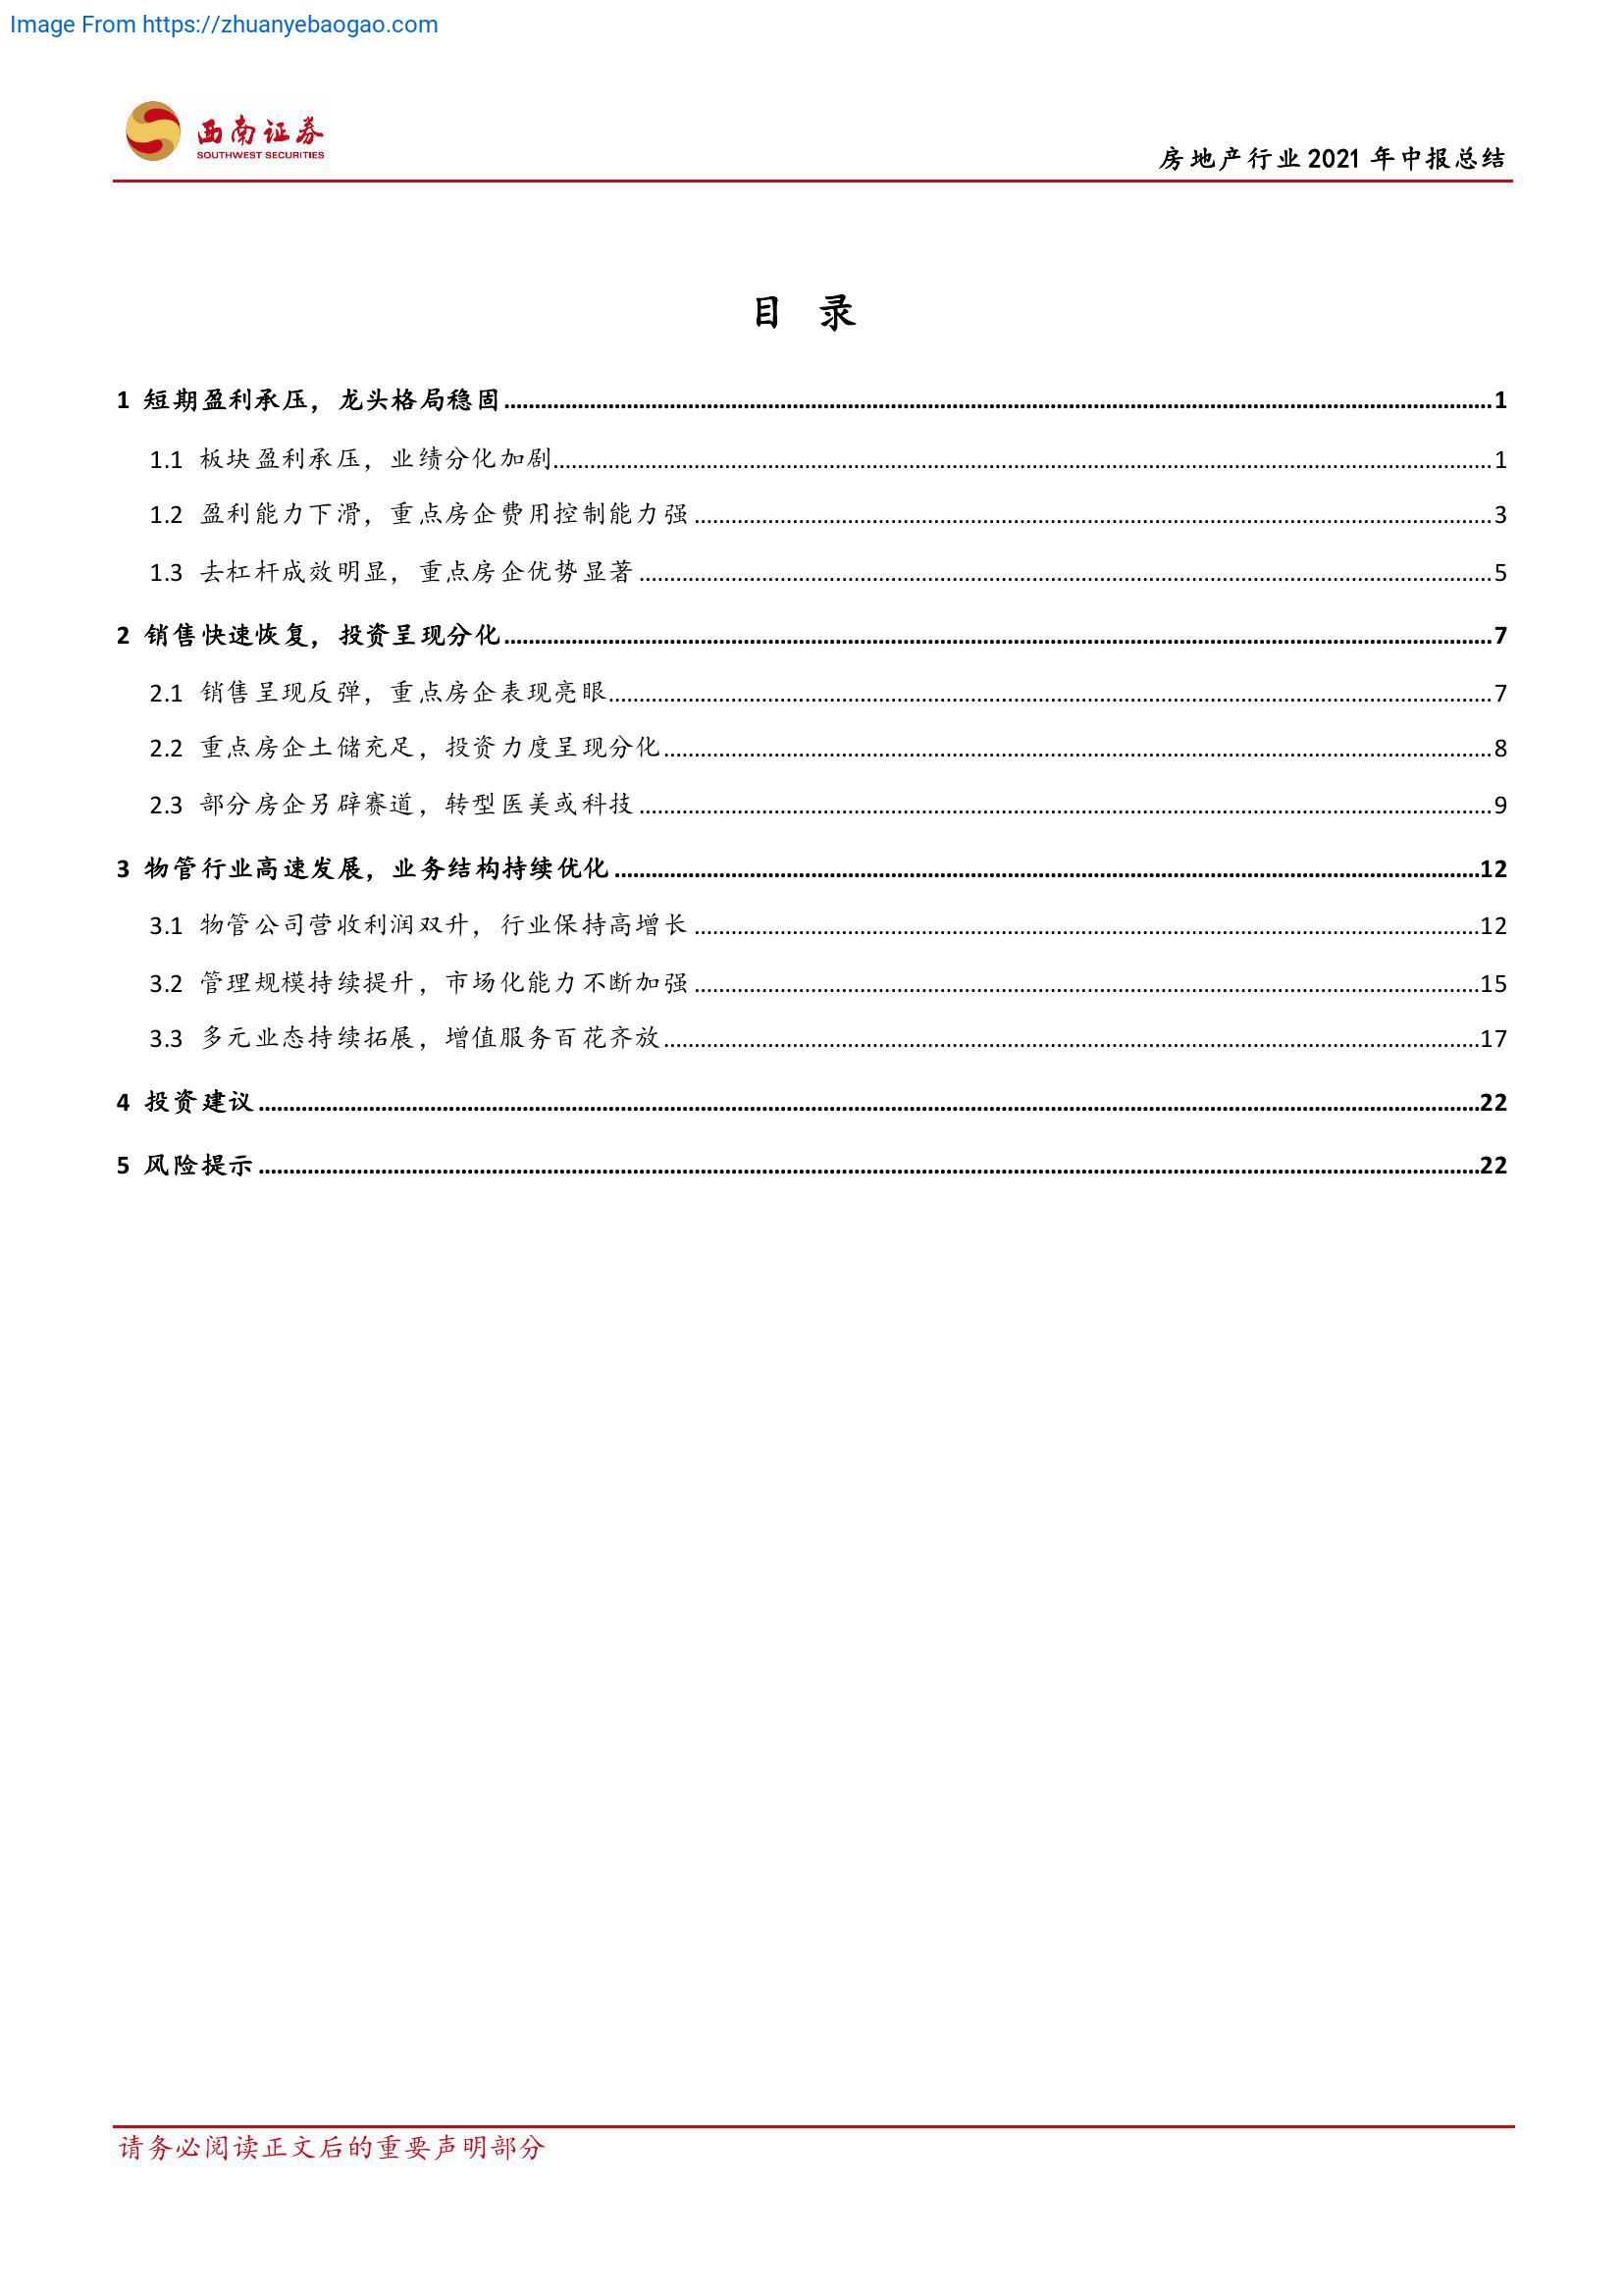 Image From https://zhuanyebaogao.com
西南证券
SOUTHWEST SECURITIES
房地产行业 2021 年中报总结
目 录
1 短期盈利承压，龙头格局稳固 1
1.1 板块盈利承压，业绩分化加剧 1
1.2 盈利能力下滑，重点房企费用控制能力强 3
1.3 去杠杆成效明显，重点房企优势显著 5
2 销售快速恢复，投资呈现分化 7
2.1 销售呈现反弹，重点房企表现亮眼 7
2.2 重点房企土储充足，投资力度呈现分化 8
2.3 部分房企另辟赛道，转型医美或科技 9
3 物管行业高速发展，业务结构持续优化 12
3.1 物管公司营收利润双升，行业保持高增长 12
3.2 管理规模持续提升，市场化能力不断加强 15
3.3 多元业态持续拓展，增值服务百花齐放 17
4 投资建议 22
5 风险提示 22
请务必阅读正文后的重要声明部分